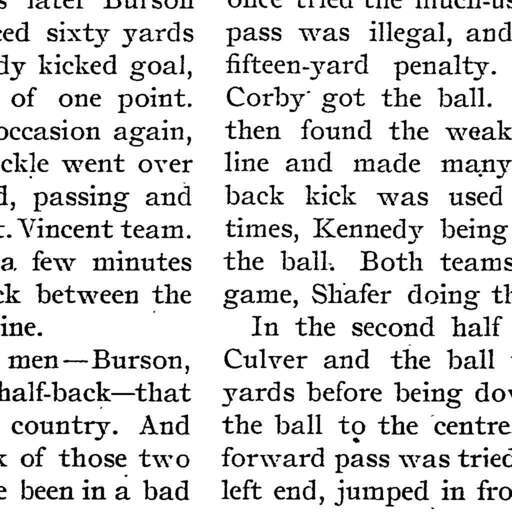 later Burson
ced sixty yards
dy kicked goal,
of one point.
occasion again,
ckle went over
d, passing and
t. Vincent team.
a few minutes
ck between the
ine.
men—Burson,
half-back—that
country. And
k of those two
e been in a bad
once tried the much-us
pass was illegal, and
fifteen-yard penalty.
Corby got the ball.
then found the weak
line and made many
back kick was used
times, Kennedy being
the ball. Both teams
game, Shafer doing th
In the second half
Culver and the ball
yards before being dow
the ball to the centre
forward pass was tried
left end, jumped in fro